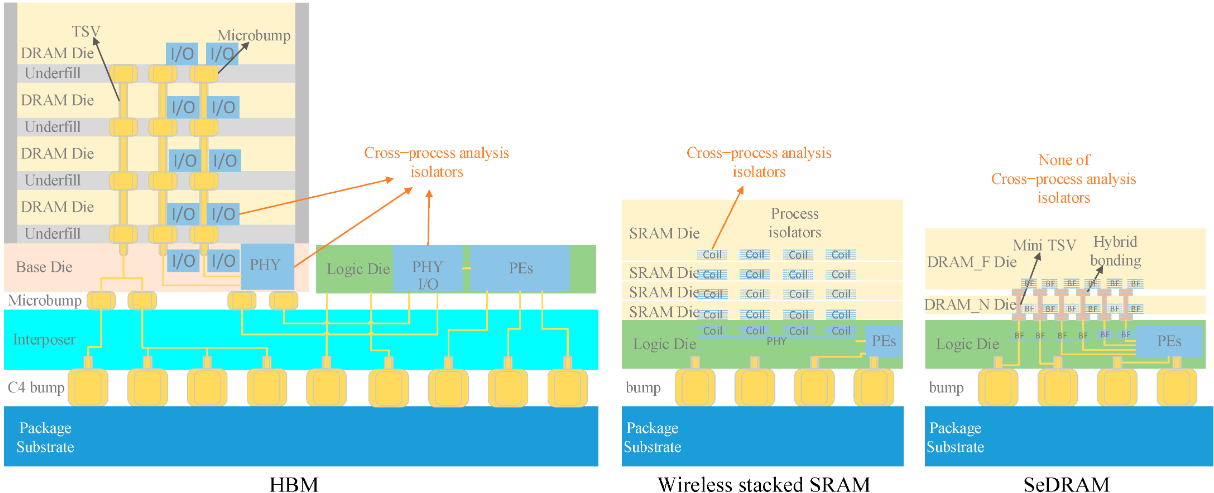 TSV
Microbump
DRAM Die
I/O I/O
Underfill
DRAM Die
I/O I/O
Underfill
DRAM Die
I/O I/O
Underfill
DRAM Die
I/O I/O
Underfill
Base Die
I/O I/O
PHY
Logic Die
PHY
I/O
PEs
Microbump
Interposer
C4 bump
Package
Substrate
HBM
Cross-process analysis
isolators
Cross-process analysis
isolators
Process
isolators
SRAM Die
Coil Coil Coil Coil
SRAM Die
Coil Coil Coil Coil
SRAM Die
Coil Coil Coil Coil
SRAM Die
Coil Coil Coil Coil
Coil Coil Coil Coil
Logic Die
PHY
PEs
bump
Package
Substrate
Wireless stacked SRAM
None of
Cross-process analysis
isolators
Mini TSV
Hybrid
bonding
DRAM_F Die
BF BF BF BF BF BF
DRAM_N Die
BF BF BF BF BF BF
BF BF BF BF BF
Logic Die
PEs
bump
Package
Substrate
SeDRAM